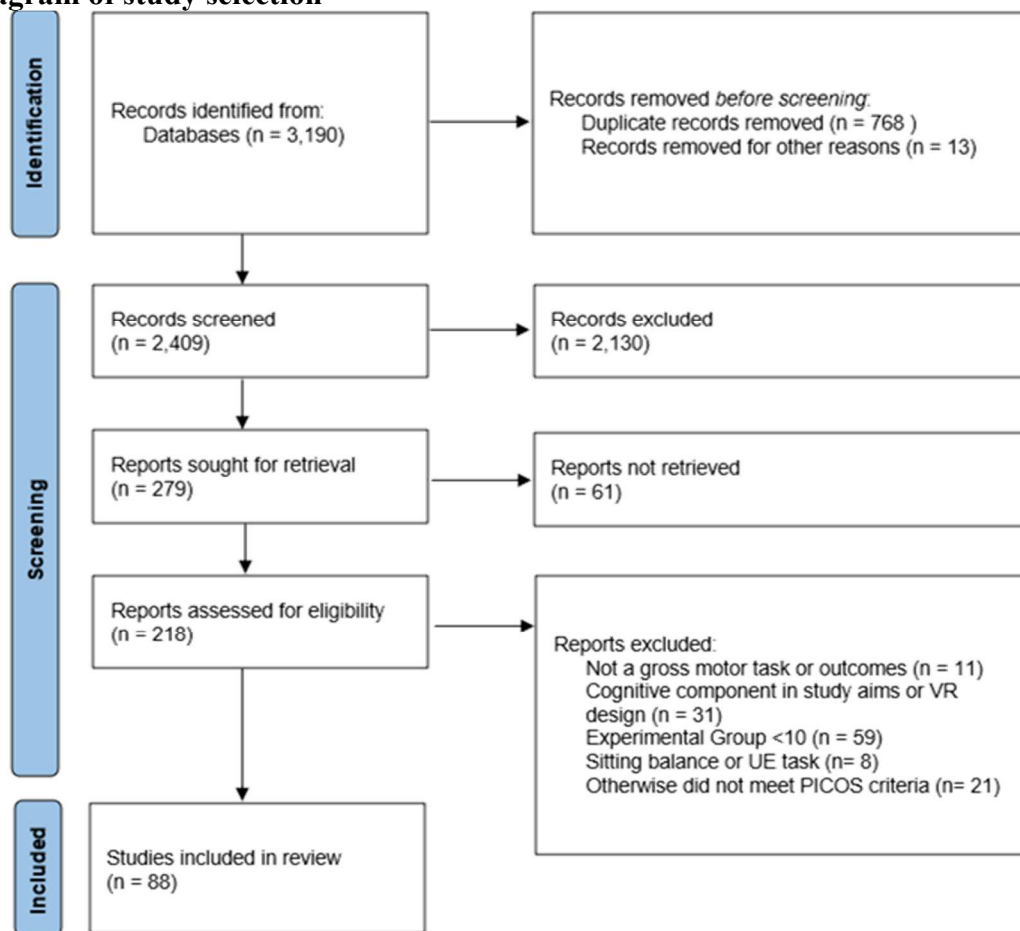 agram of study selection
Identification
Records identified from:
Databases (n = 3,190)
Records removed before screening:
Duplicate records removed (n = 768 )
Records removed for other reasons (n = 13)
Screening
Records screened
(n = 2,409)
Records excluded
(n = 2,130)
Reports sought for retrieval
(n = 279)
Reports not retrieved
(n = 61)
Reports assessed for eligibility
(n = 218)
Reports excluded:
Not a gross motor task or outcomes (n = 11)
Cognitive component in study aims or VR
design (n = 31)
Experimental Group <10 (n = 59)
Sitting balance or UE task (n= 8)
Otherwise did not meet PICOS criteria (n= 21)
Included
Studies included in review
(n = 88)